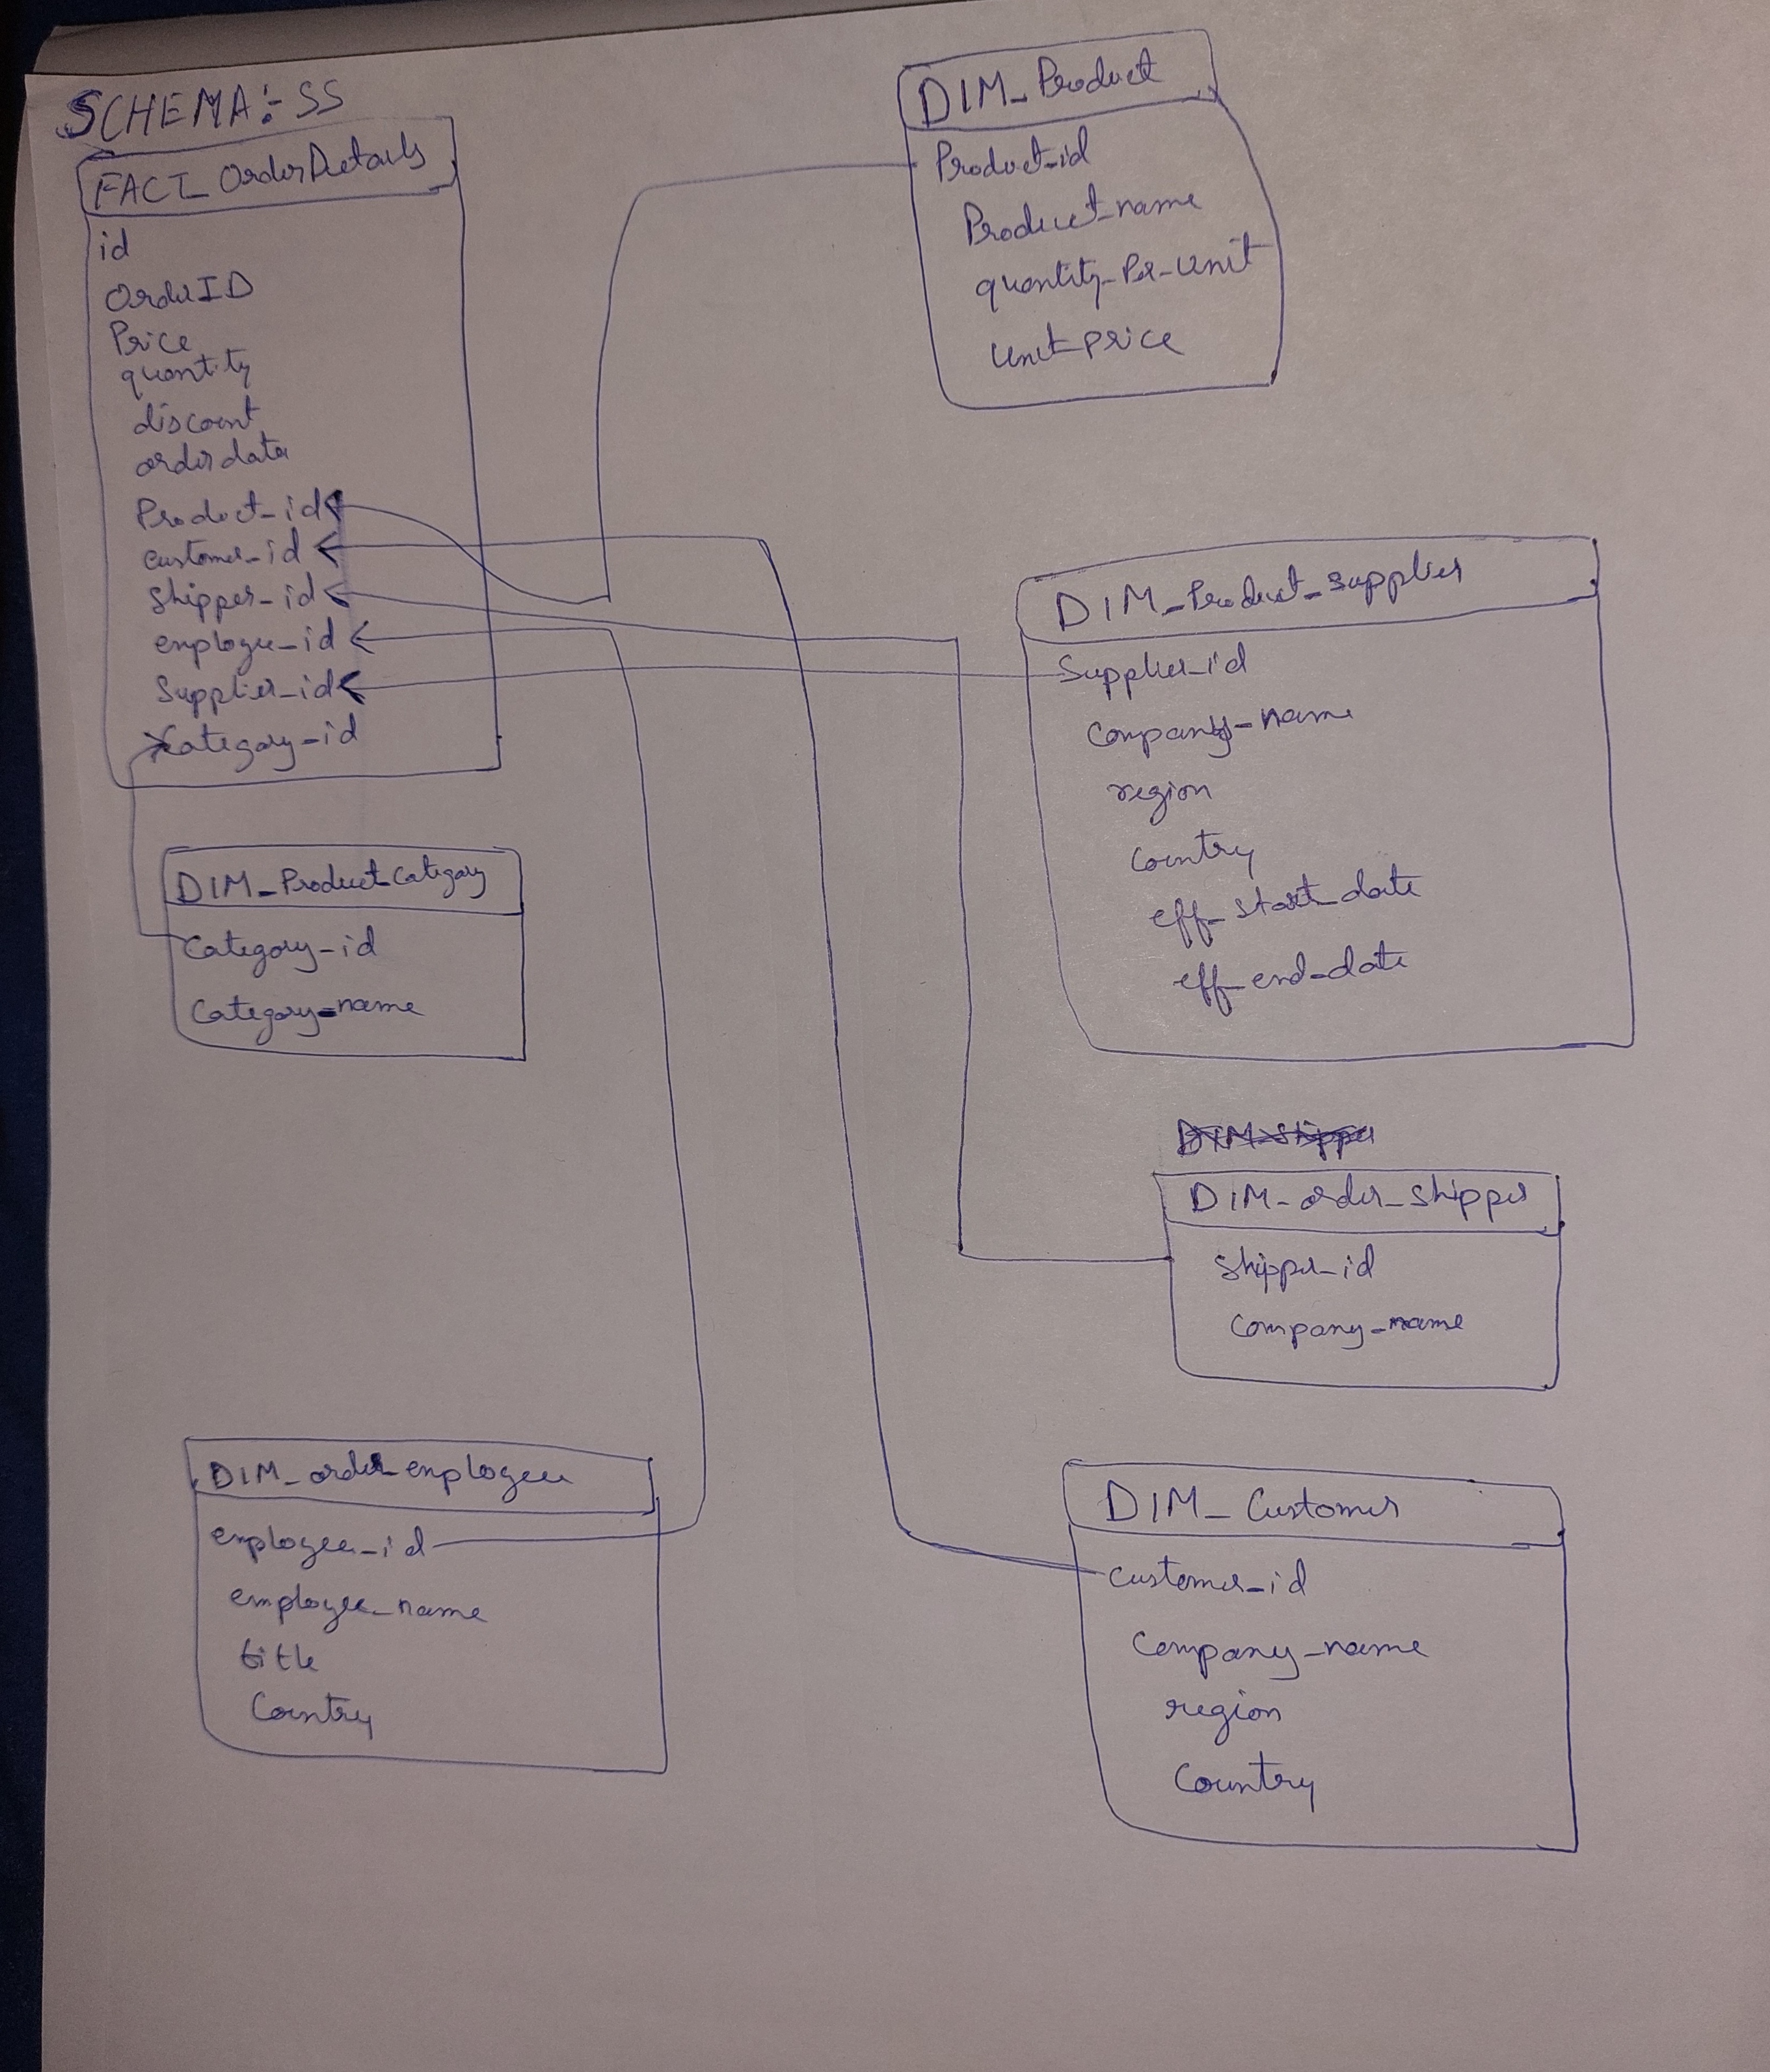 SCHEMA:- SS
FACT_OrderDetails
id
OrderID
Price
quantity
discount
orderdate
Product_id
customer_id
Shipper_id
employee_id
Supplier_id
Category_id
DIM_Product
Product_id
Product_name
quantity_Per_unit
unit_price
DIM_Product_supplier
Supplier_id
Company_name
region
Country
eff_start_date
eff_end_date
DIM_ProductCategory
Category_id
Category_name
DIM_Shipper
DIM_order_shipper
Shipper_id
Company_name
DIM_order_employee
employee_id
employee_name
title
Country
DIM_Customer
customer_id
Company_name
region
Country